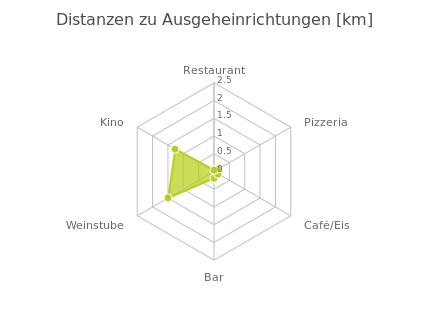 Distanzen zu Ausgeheinrichtungen [km]
Restaurant
2.5
2
1.5
1
0.5
0
Kino
Pizzeria
Weinstube
Café/Eis
Bar